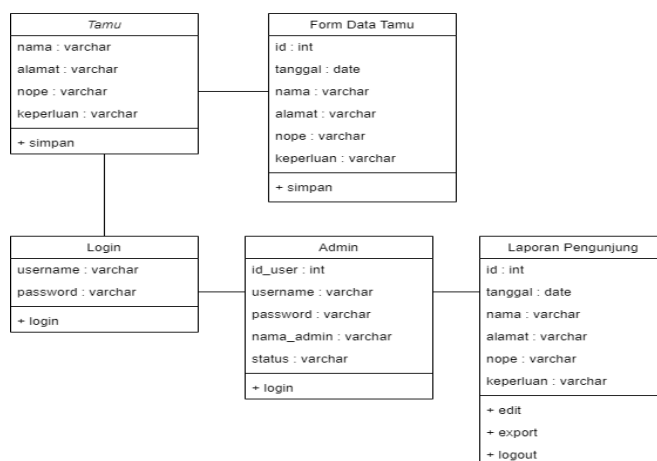 Tamu
nama : varchar
alamat : varchar
nope : varchar
keperluan : varchar
+ simpan
Form Data Tamu
id : int
tanggal : date
nama : varchar
alamat : varchar
nope : varchar
keperluan : varchar
+ simpan
Login
username : varchar
password : varchar
+ login
Admin
id_user : int
username : varchar
password : varchar
nama_admin : varchar
status : varchar
+ login
Laporan Pengunjung
id : int
tanggal : date
nama : varchar
alamat : varchar
nope : varchar
keperluan : varchar
+ edit
+ export
+ logout